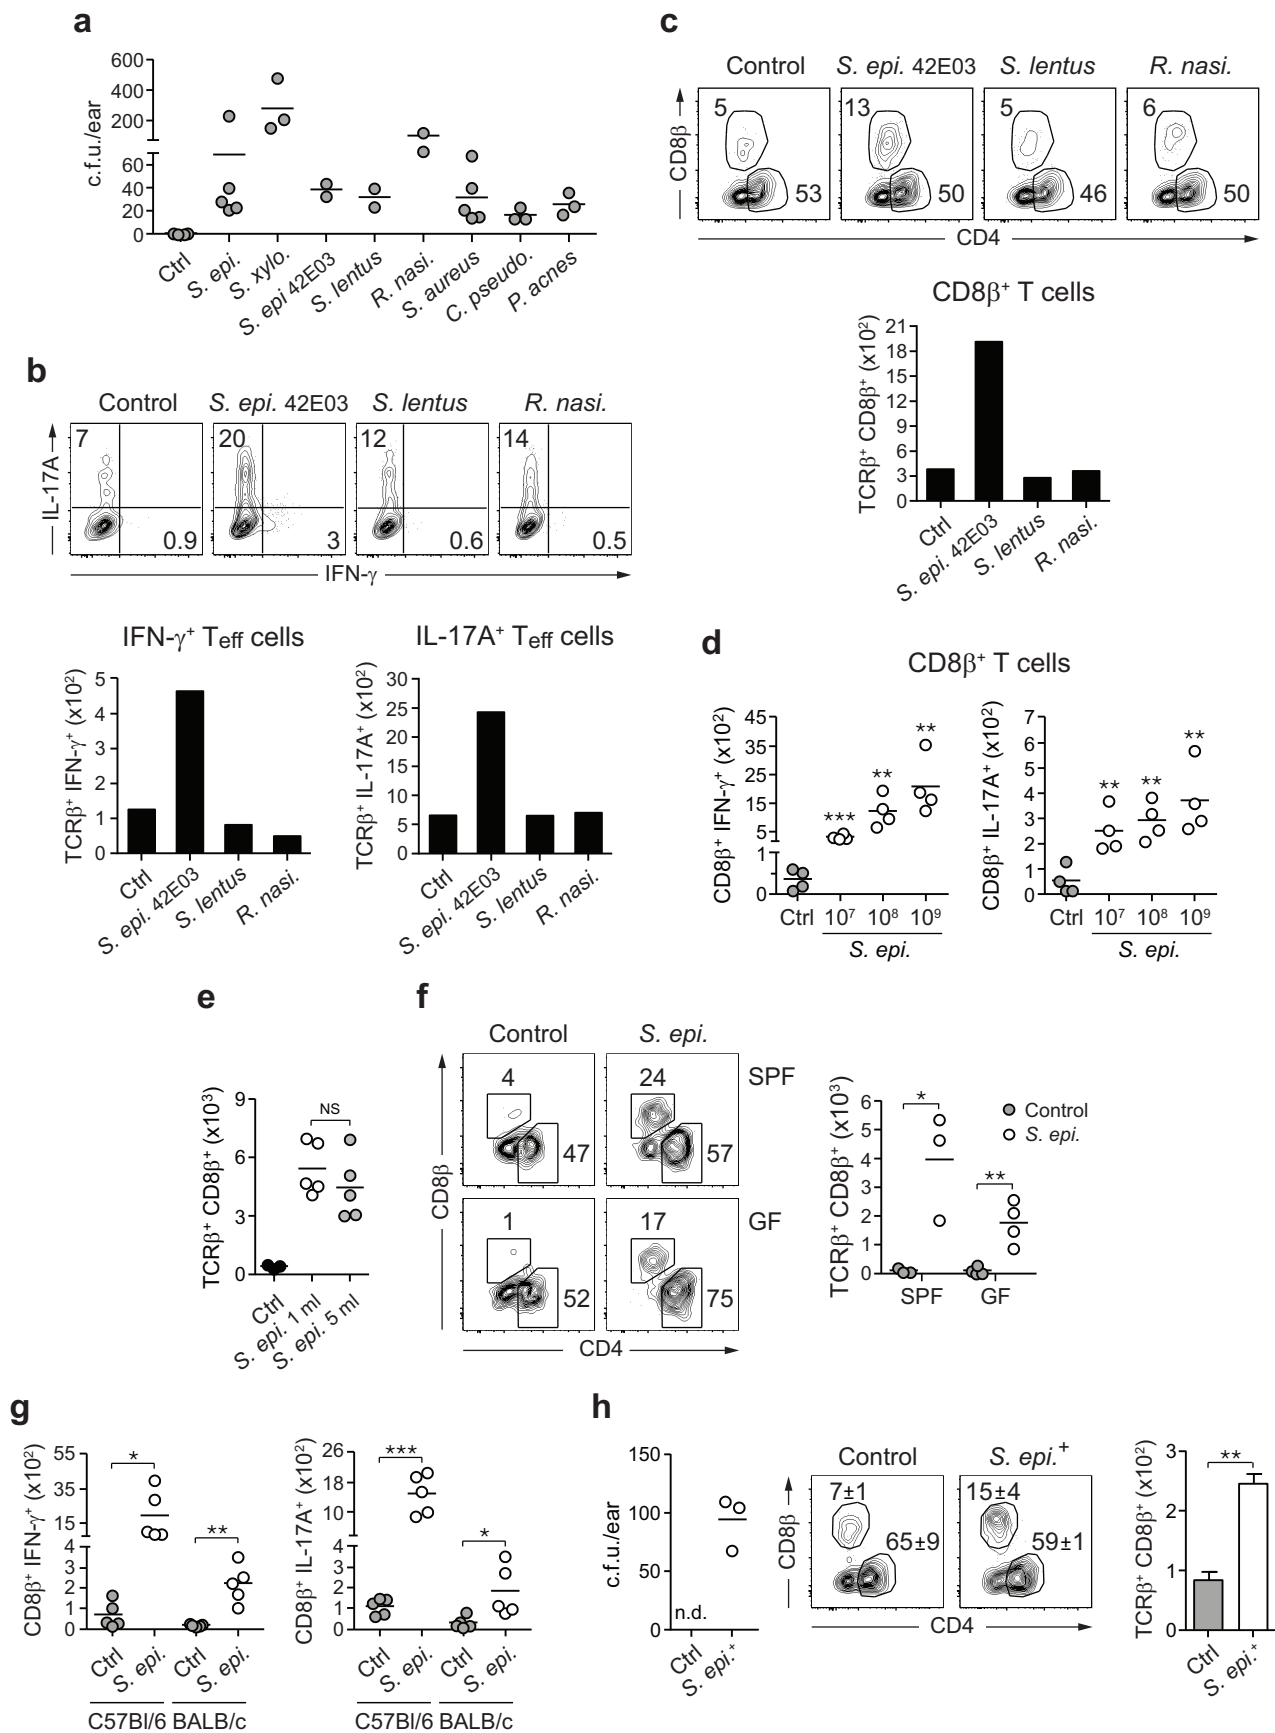 a
c.f.u./ear
600
400
200
60
40
20
0
Ctrl
S. epi.
S. xylo.
S. epi 42E03
S. lentus
R. nasi.
S. aureus
C. pseudo.
P. acnes
b
Control
S. epi. 42E03
S. lentus
R. nasi.
IL-17A
7
0.9
20
3
12
0.6
14
0.5
IFN-γ
IFN-γ⁺ Teff cells
TCRβ⁺ IFN-γ⁺ (x10²)
5
4
3
2
1
0
Ctrl
S. epi. 42E03
S. lentus
R. nasi.
IL-17A⁺ Teff cells
TCRβ⁺ IL-17A⁺ (x10²)
30
25
20
15
10
5
0
Ctrl
S. epi. 42E03
S. lentus
R. nasi.
c
Control
S. epi. 42E03
S. lentus
R. nasi.
CD8β
5
53
13
50
5
46
6
50
CD4
CD8β⁺ T cells
TCRβ⁺ CD8β⁺ (x10²)
21
18
15
12
9
6
3
0
Ctrl
S. epi. 42E03
S. lentus
R. nasi.
d
CD8β⁺ T cells
CD8β⁺ IFN-γ⁺ (x10²)
45
35
25
15
5
1
0
***
**
**
Ctrl
10⁷
10⁸
10⁹
S. epi.
CD8β⁺ IL-17A⁺ (x10²)
7
6
5
4
3
2
1
0
**
**
**
Ctrl
10⁷
10⁸
10⁹
S. epi.
e
TCRβ⁺ CD8β⁺ (x10³)
9
6
3
0
NS
Ctrl
S. epi. 1 ml
S. epi. 5 ml
f
Control
S. epi.
CD8β
4
47
24
57
SPF
1
52
17
75
GF
CD4
TCRβ⁺ CD8β⁺ (x10³)
6
5
4
3
2
1
0
*
**
Control
S. epi.
SPF
GF
g
CD8β⁺ IFN-γ⁺ (x10²)
55
35
15
4
3
2
1
0
*
**
Ctrl
S. epi.
Ctrl
S. epi.
C57Bl/6
BALB/c
CD8β⁺ IL-17A⁺ (x10²)
26
18
10
4
3
2
1
0
***
*
Ctrl
S. epi.
Ctrl
S. epi.
C57Bl/6
BALB/c
h
c.f.u./ear
150
100
50
0
n.d.
Ctrl
S. epi.⁺
Control
S. epi.⁺
CD8β
7±1
65±9
15±4
59±1
CD4
TCRβ⁺ CD8β⁺ (x10²)
3
2
1
0
**
Ctrl
S. epi.⁺